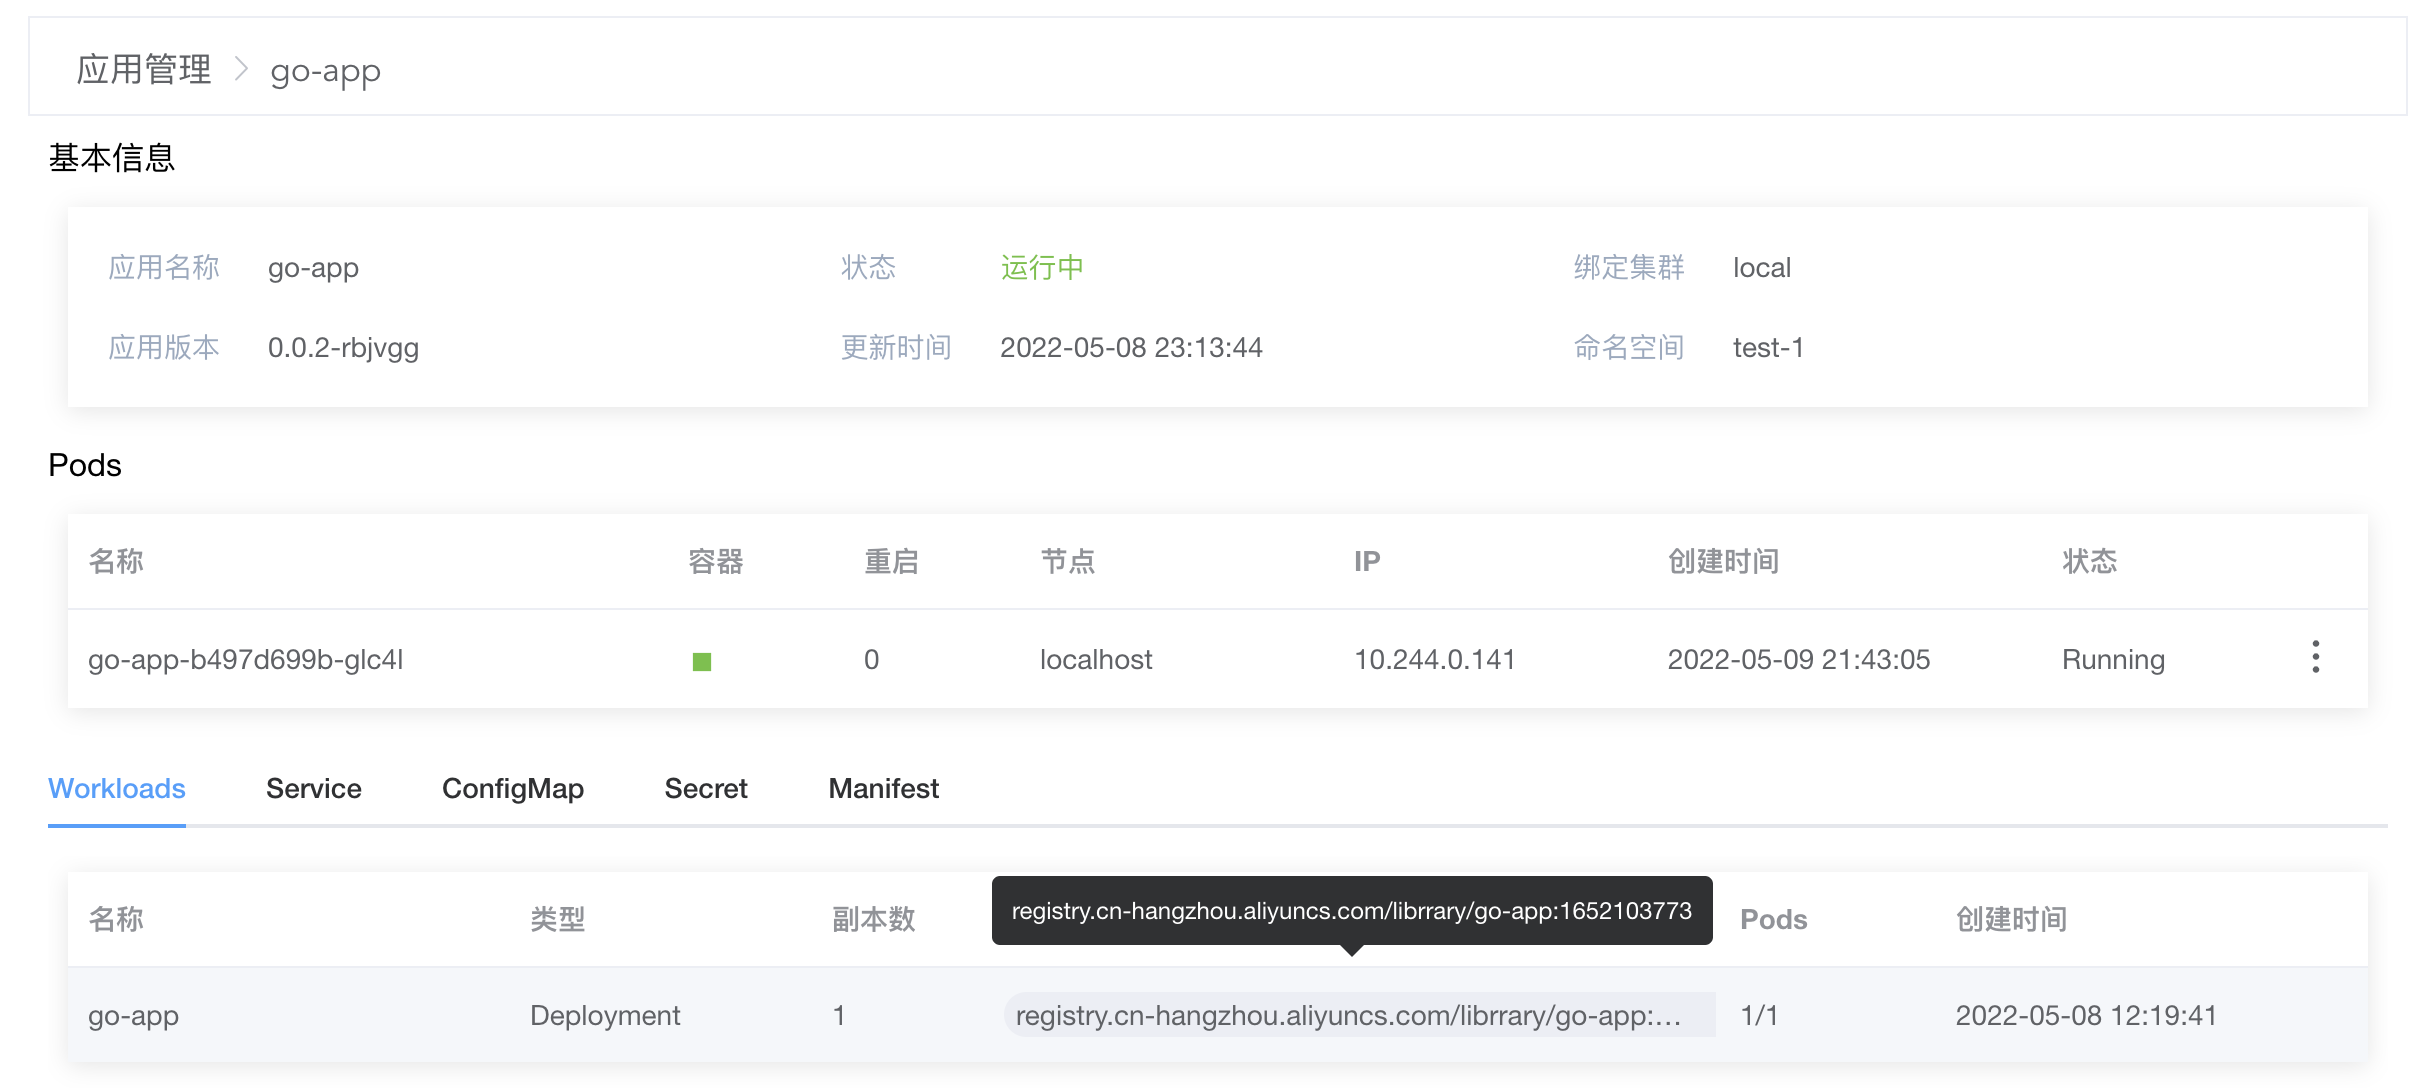 应用管理 > go-app
基本信息
应用名称 go-app 状态 运行中 绑定集群 local
应用版本 0.0.2-rbjvgg 更新时间 2022-05-08 23:13:44 命名空间 test-1
Pods
名称 容器 重启 节点 IP 创建时间 状态
go-app-b497d699b-glc4l 0 localhost 10.244.0.141 2022-05-09 21:43:05 Running
Workloads Service ConfigMap Secret Manifest
名称 类型 副本数 registry.cn-hangzhou.aliyuncs.com/librrary/go-app:1652103773 Pods 创建时间
go-app Deployment 1 registry.cn-hangzhou.aliyuncs.com/librrary/go-app:... 1/1 2022-05-08 12:19:41